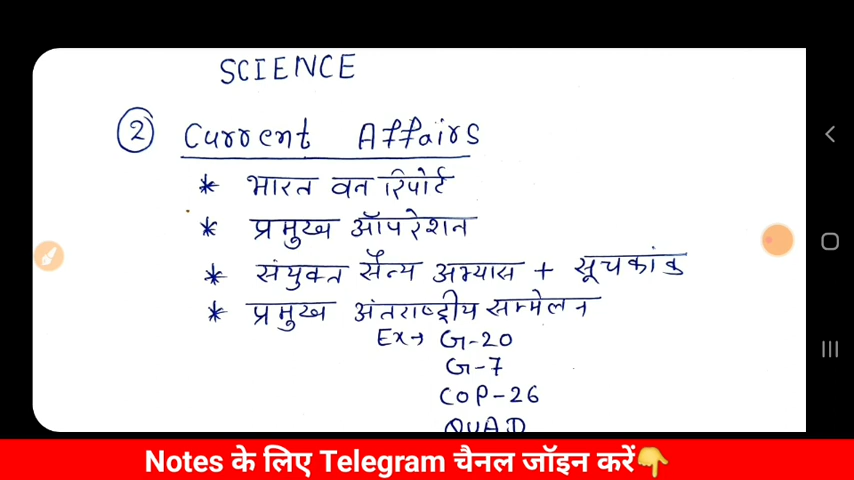 SCIENCE
② Current Affairs
* भारत वन रिपोर्ट
* प्रमुख ऑपरेशन
* संयुक्त सैन्य अभ्यास + सूचकांक
* प्रमुख अंतराष्ट्रीय सम्मेलन
Ex→ G-20
G-7
COP-26
QUAD
Notes के लिए Telegram चैनल जॉइन करें👇